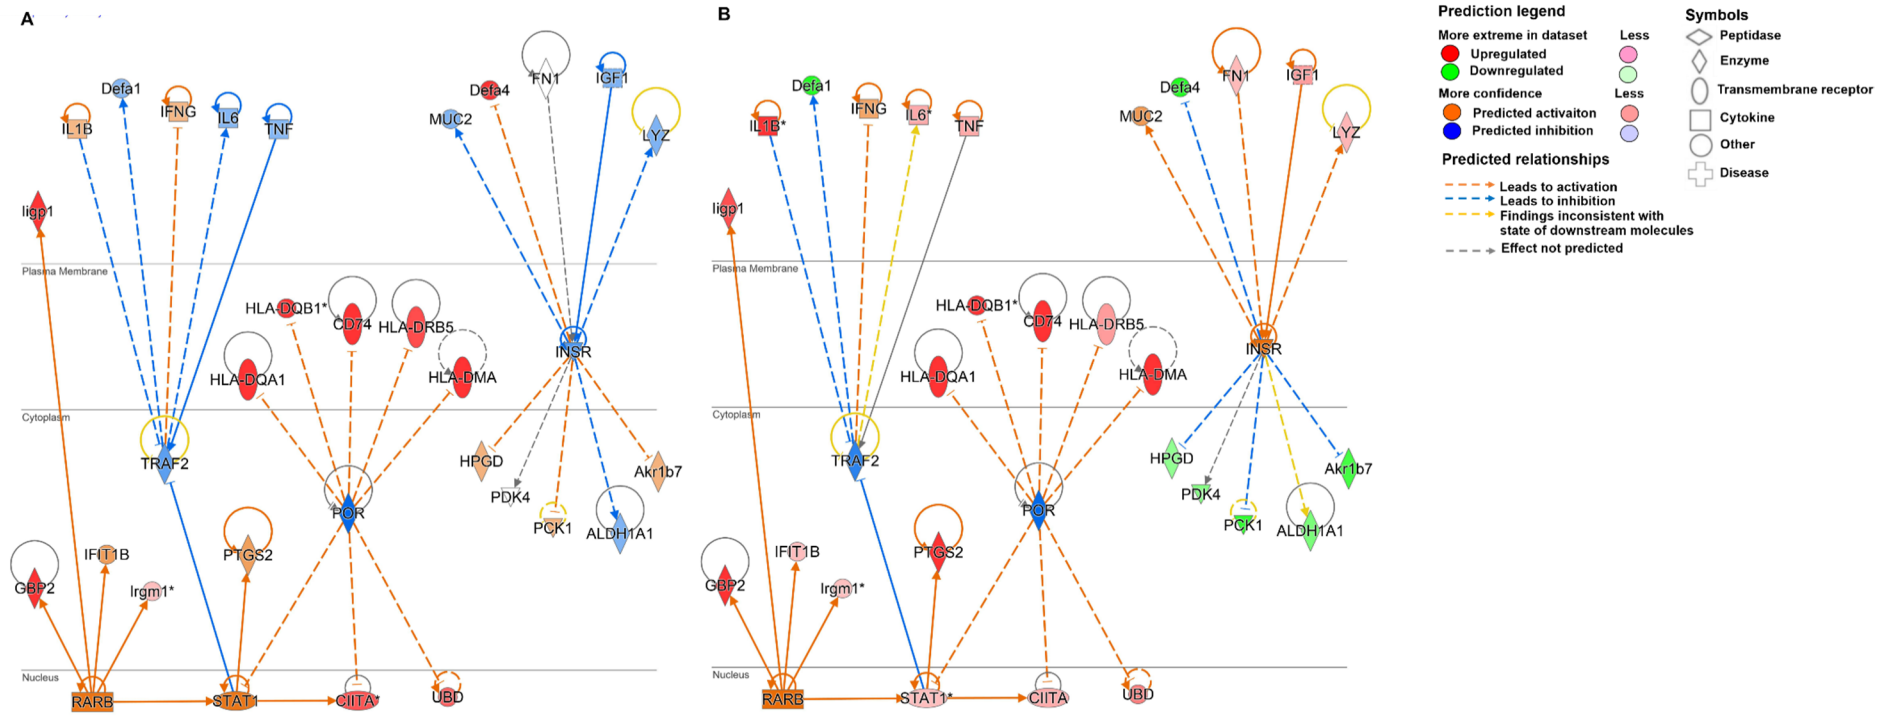 A
Defa1
IL1B
IFNG
IL6
TNF
MUC2
Defa4
FN1
IGF1
LYZ
Iigp1
Plasma Membrane
HLA-DQB1*
CD74
HLA-DRB5
HLA-DQA1
HLA-DMA
INSR
Cytoplasm
TRAF2
HPGD
PDK4
PCK1
ALDH1A1
Akr1b7
POR
PTGS2
IFIT1B
GBP2
Irgm1*
Nucleus
RARB
STAT1
CIITA*
UBD
B
Defa1
IL1B*
IFNG
IL6*
TNF
MUC2
Defa4
FN1
IGF1
LYZ
Iigp1
Plasma Membrane
HLA-DQB1*
CD74
HLA-DRB5
HLA-DQA1
HLA-DMA
INSR
Cytoplasm
TRAF2
HPGD
PDK4
PCK1
ALDH1A1
Akr1b7
POR
PTGS2
IFIT1B
GBP2
Irgm1*
Nucleus
RARB
STAT1*
CIITA
UBD
Prediction legend
More extreme in dataset Less
Upregulated
Downregulated
More confidence Less
Predicted activaiton
Predicted inhibition
Predicted relationships
Leads to activation
Leads to inhibition
Findings inconsistent with
state of downstream molecules
Effect not predicted
Symbols
Peptidase
Enzyme
Transmembrane receptor
Cytokine
Other
Disease